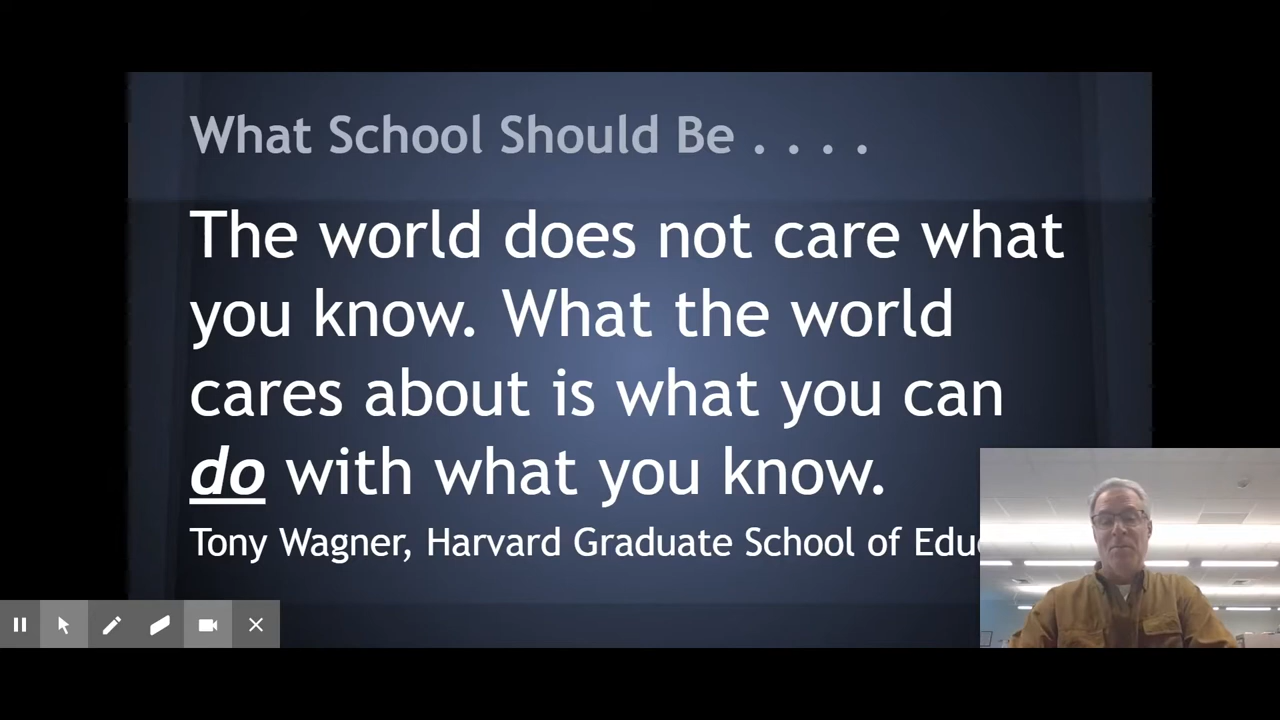 What School Should Be . . . .
The world does not care what
you know. What the world
cares about is what you can
do with what you know.
Tony Wagner, Harvard Graduate School of